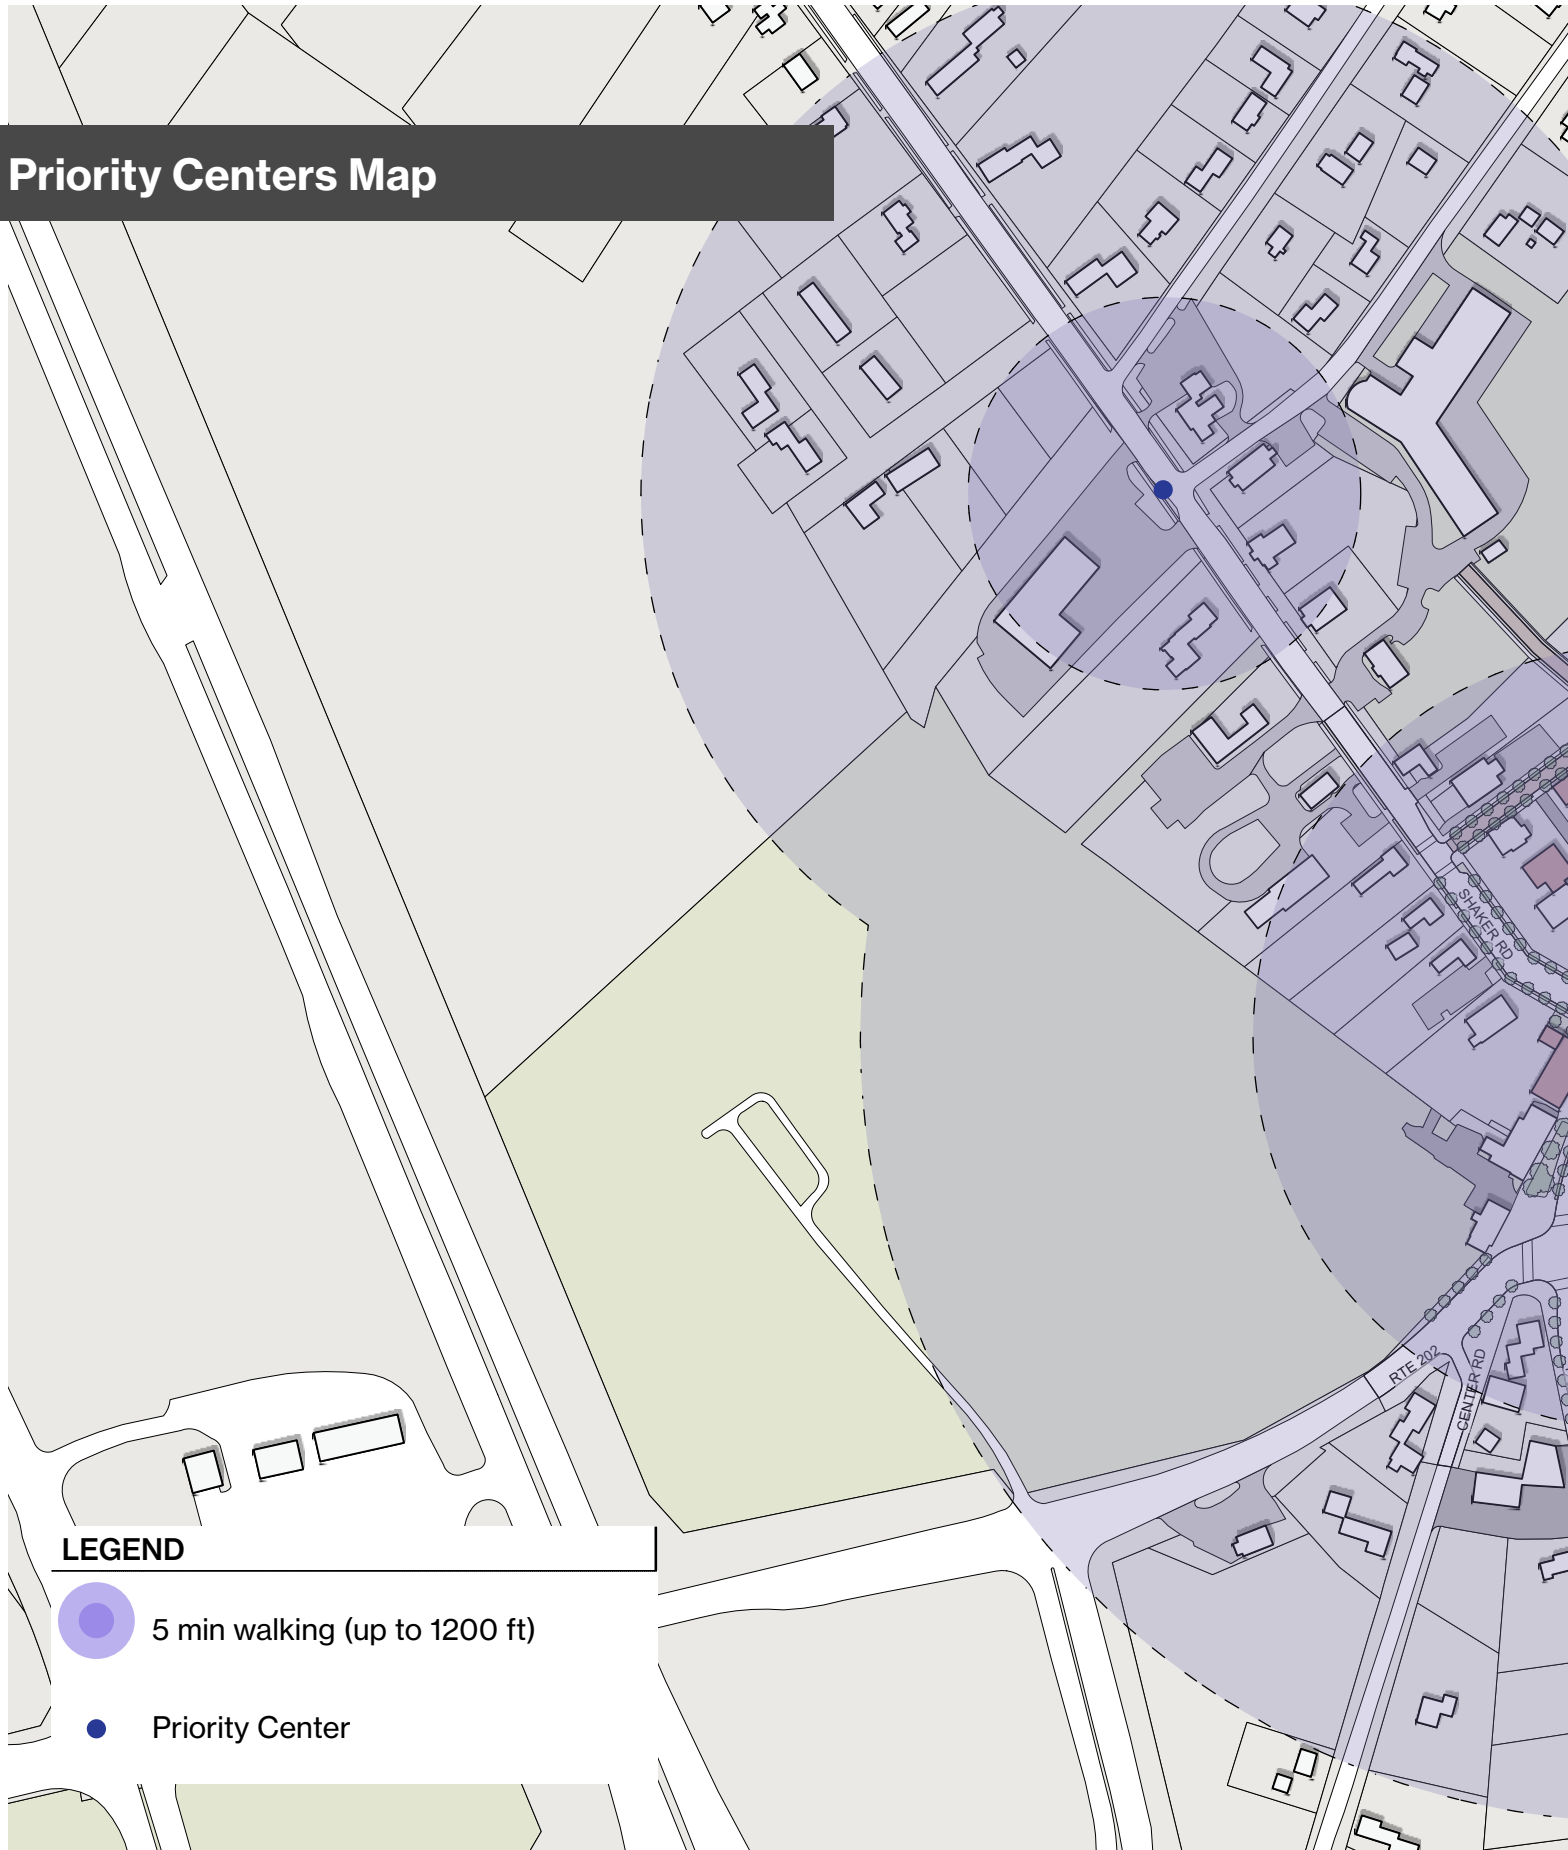 Priority Centers Map
SHAKER RD
RTE 202
CENTER RD
LEGEND
5 min walking (up to 1200 ft)
Priority Center